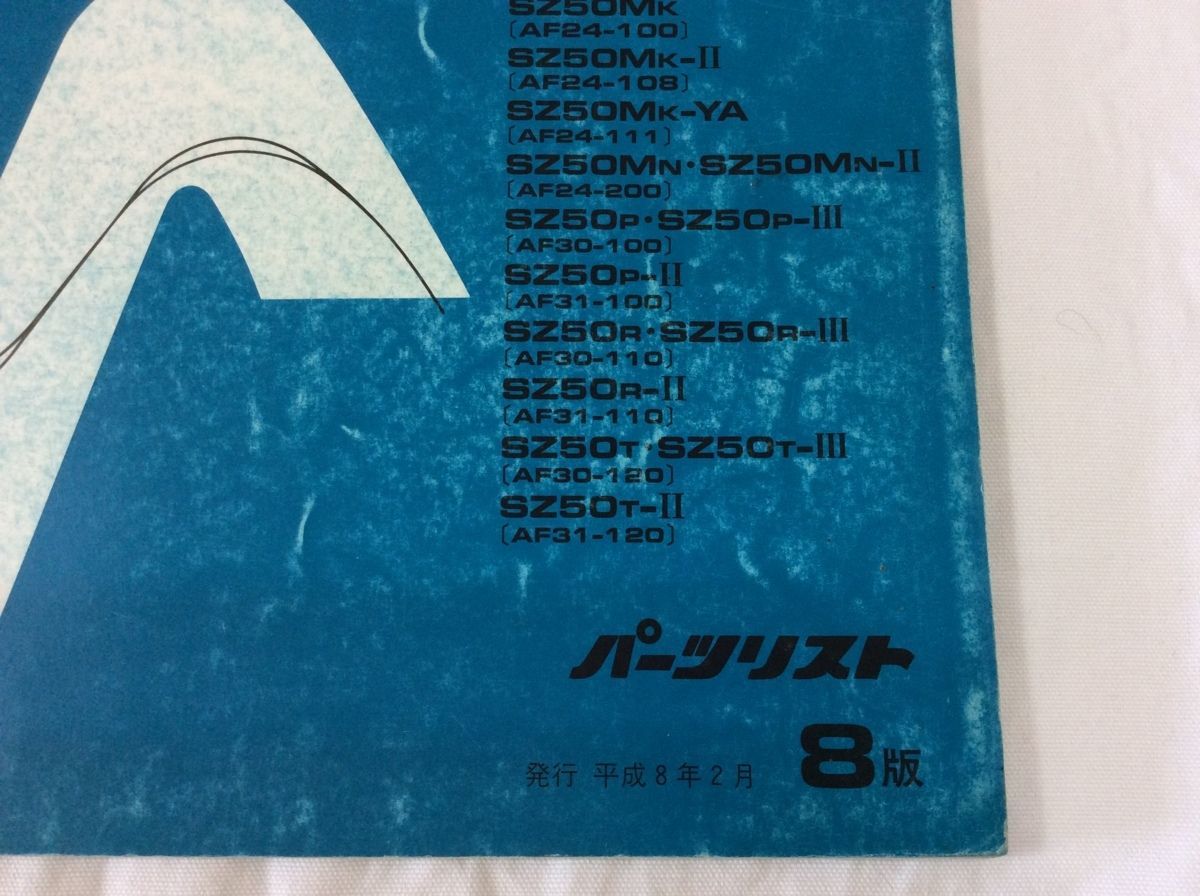 SZ50MK
[AF24-100]
SZ50MK-II
[AF24-108]
SZ50MK-YA
[AF24-111]
SZ50MN・SZ50MN-II
[AF24-200]
SZ50P・SZ50P-III
[AF30-100]
SZ50P-II
[AF31-100]
SZ50R・SZ50R-III
[AF30-110]
SZ50R-II
[AF31-110]
SZ50T・SZ50T-III
[AF30-120]
SZ50T-II
[AF31-120]
パーツリスト
発行 平成8年2月 8版